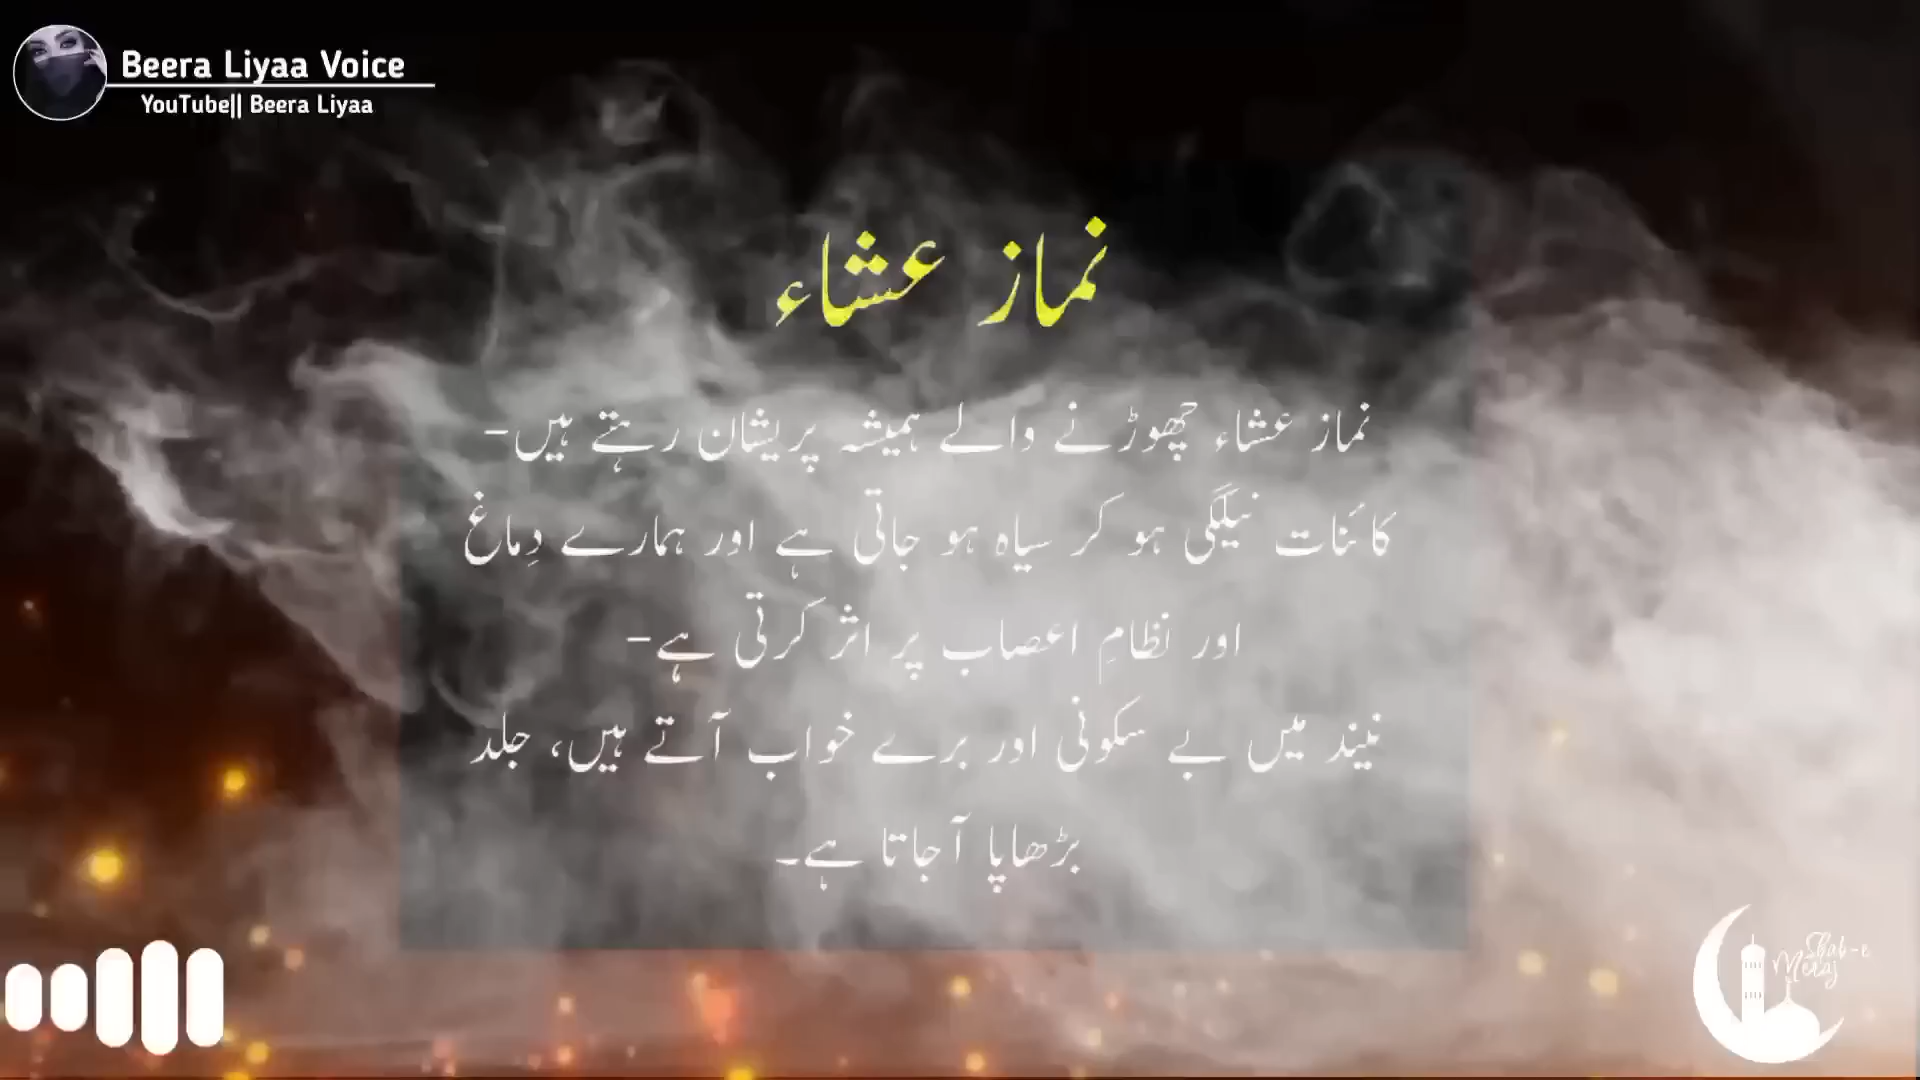 Beera Liyaa Voice
YouTube|| Beera Liyaa
نماز عشاء
نماز عشاء چھوڑنے والے ہمیشہ پریشان رہتے ہیں-
کائنات نیلگی ہو کر سیاہ ہو جاتی ہے اور ہمارے دِماغ
اور نظامِ اعصاب پر اثر کرتی ہے-
نیند میں بے سکونی اور برے خواب آتے ہیں، جلد
بڑھاپا آجاتا ہے۔
Shab-e
Meraj